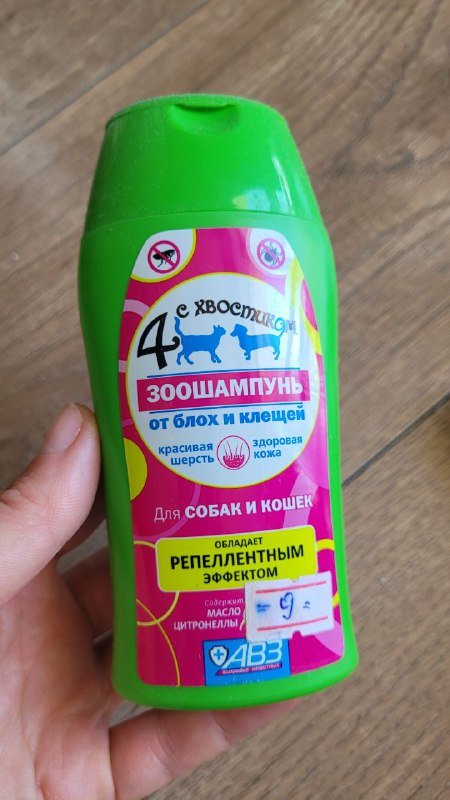 4 с хвостиком
ЗООШАМПУНЬ
от блох и клещей
красивая шерсть
здоровая кожа
Для СОБАК И КОШЕК
ОБЛАДАЕТ
РЕПЕЛЛЕНТНЫМ
ЭФФЕКТОМ
Содержит
МАСЛО
ЦИТРОНЕЛЛЫ
= 9 =
АВЗ